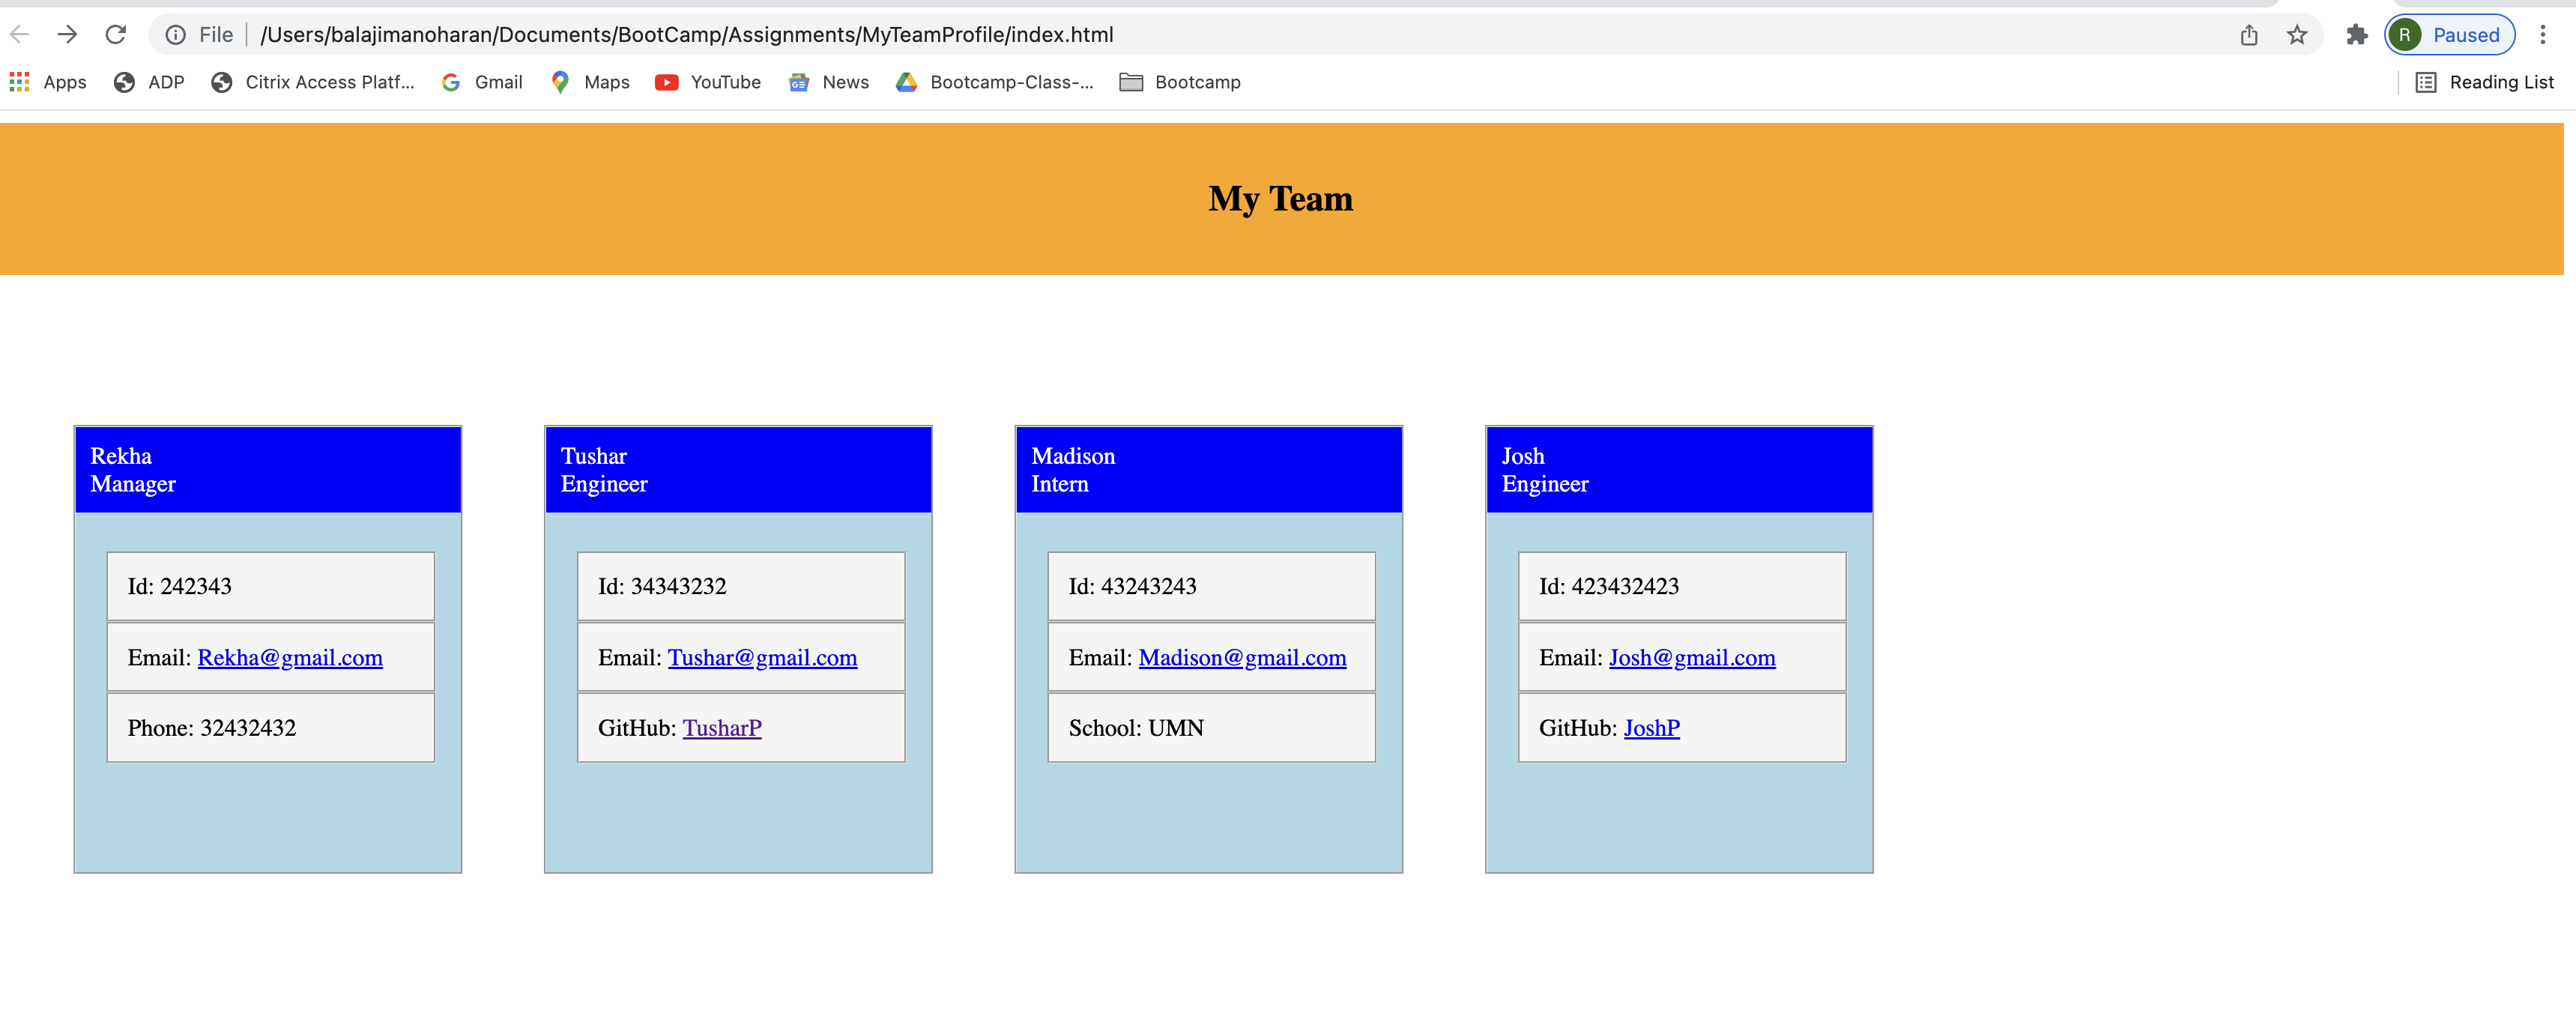 File /Users/balajimanoharan/Documents/BootCamp/Assignments/MyTeamProfile/index.html R Paused
Apps ADP Citrix Access Platf... Gmail Maps YouTube News Bootcamp-Class-... Bootcamp Reading List
My Team
Rekha
Manager
Id: 242343
Email: Rekha@gmail.com
Phone: 32432432
Tushar
Engineer
Id: 34343232
Email: Tushar@gmail.com
GitHub: TusharP
Madison
Intern
Id: 43243243
Email: Madison@gmail.com
School: UMN
Josh
Engineer
Id: 423432423
Email: Josh@gmail.com
GitHub: JoshP